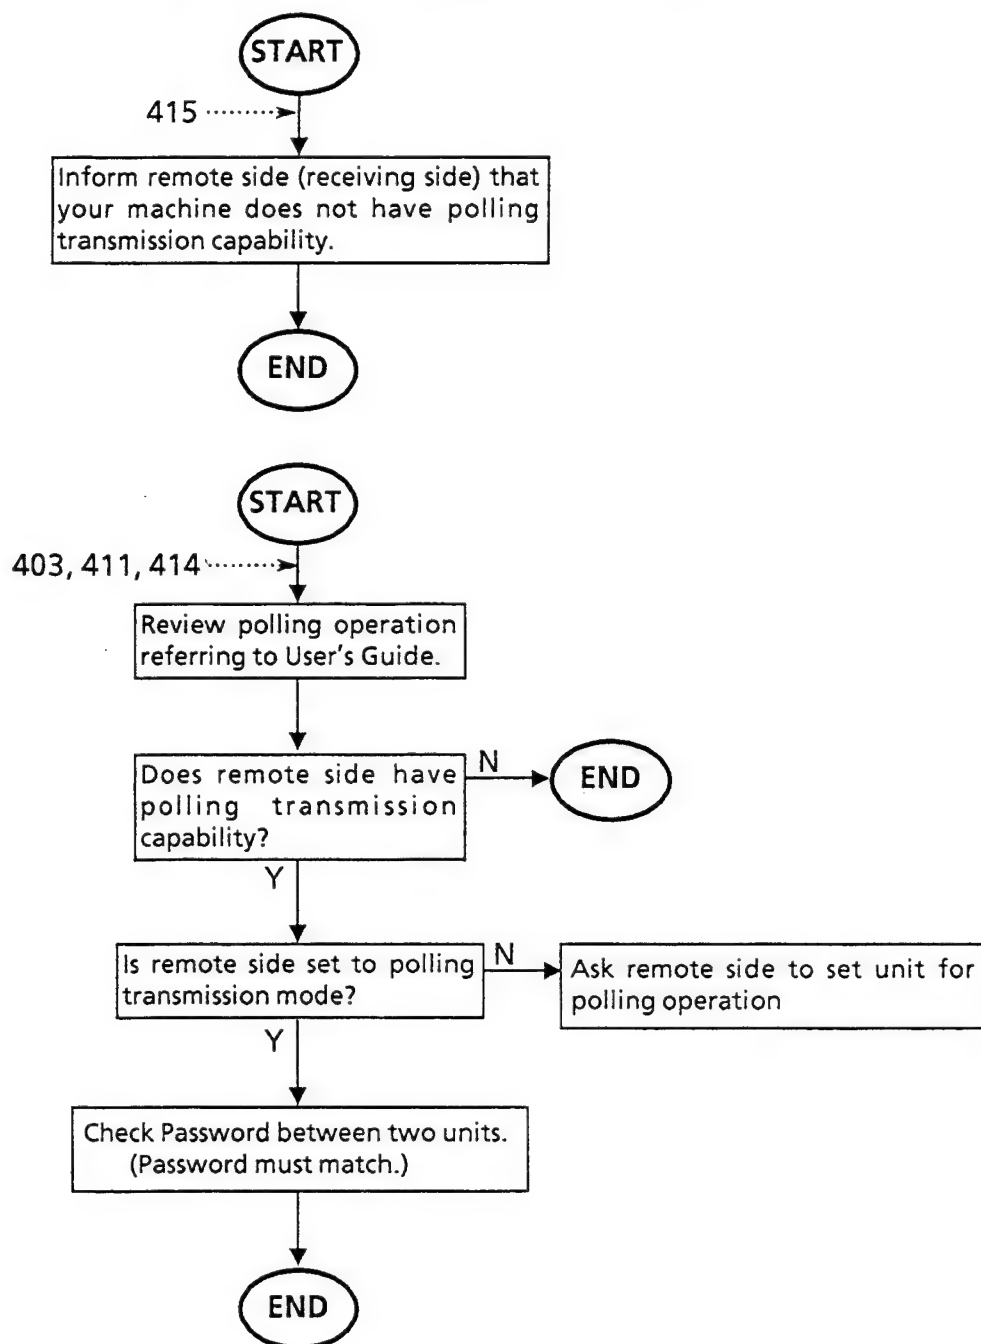 START
415
Inform remote side (receiving side) that
your machine does not have polling
transmission capability.
END
START
403, 411, 414
Review polling operation
referring to User's Guide.
Does remote side have
polling transmission
capability?
N
END
Y
Is remote side set to polling
transmission mode?
N
Ask remote side to set unit for
polling operation
Y
Check Password between two units.
(Password must match.)
END